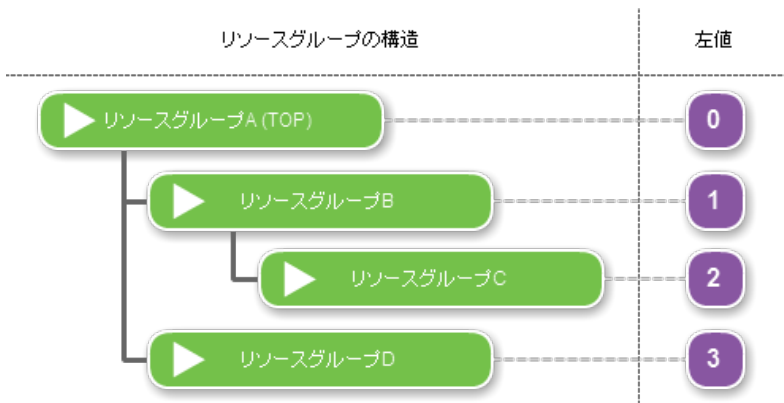 リソースグループの構造 左値
リソースグループA(TOP) 0
リソースグループB 1
リソースグループC 2
リソースグループD 3